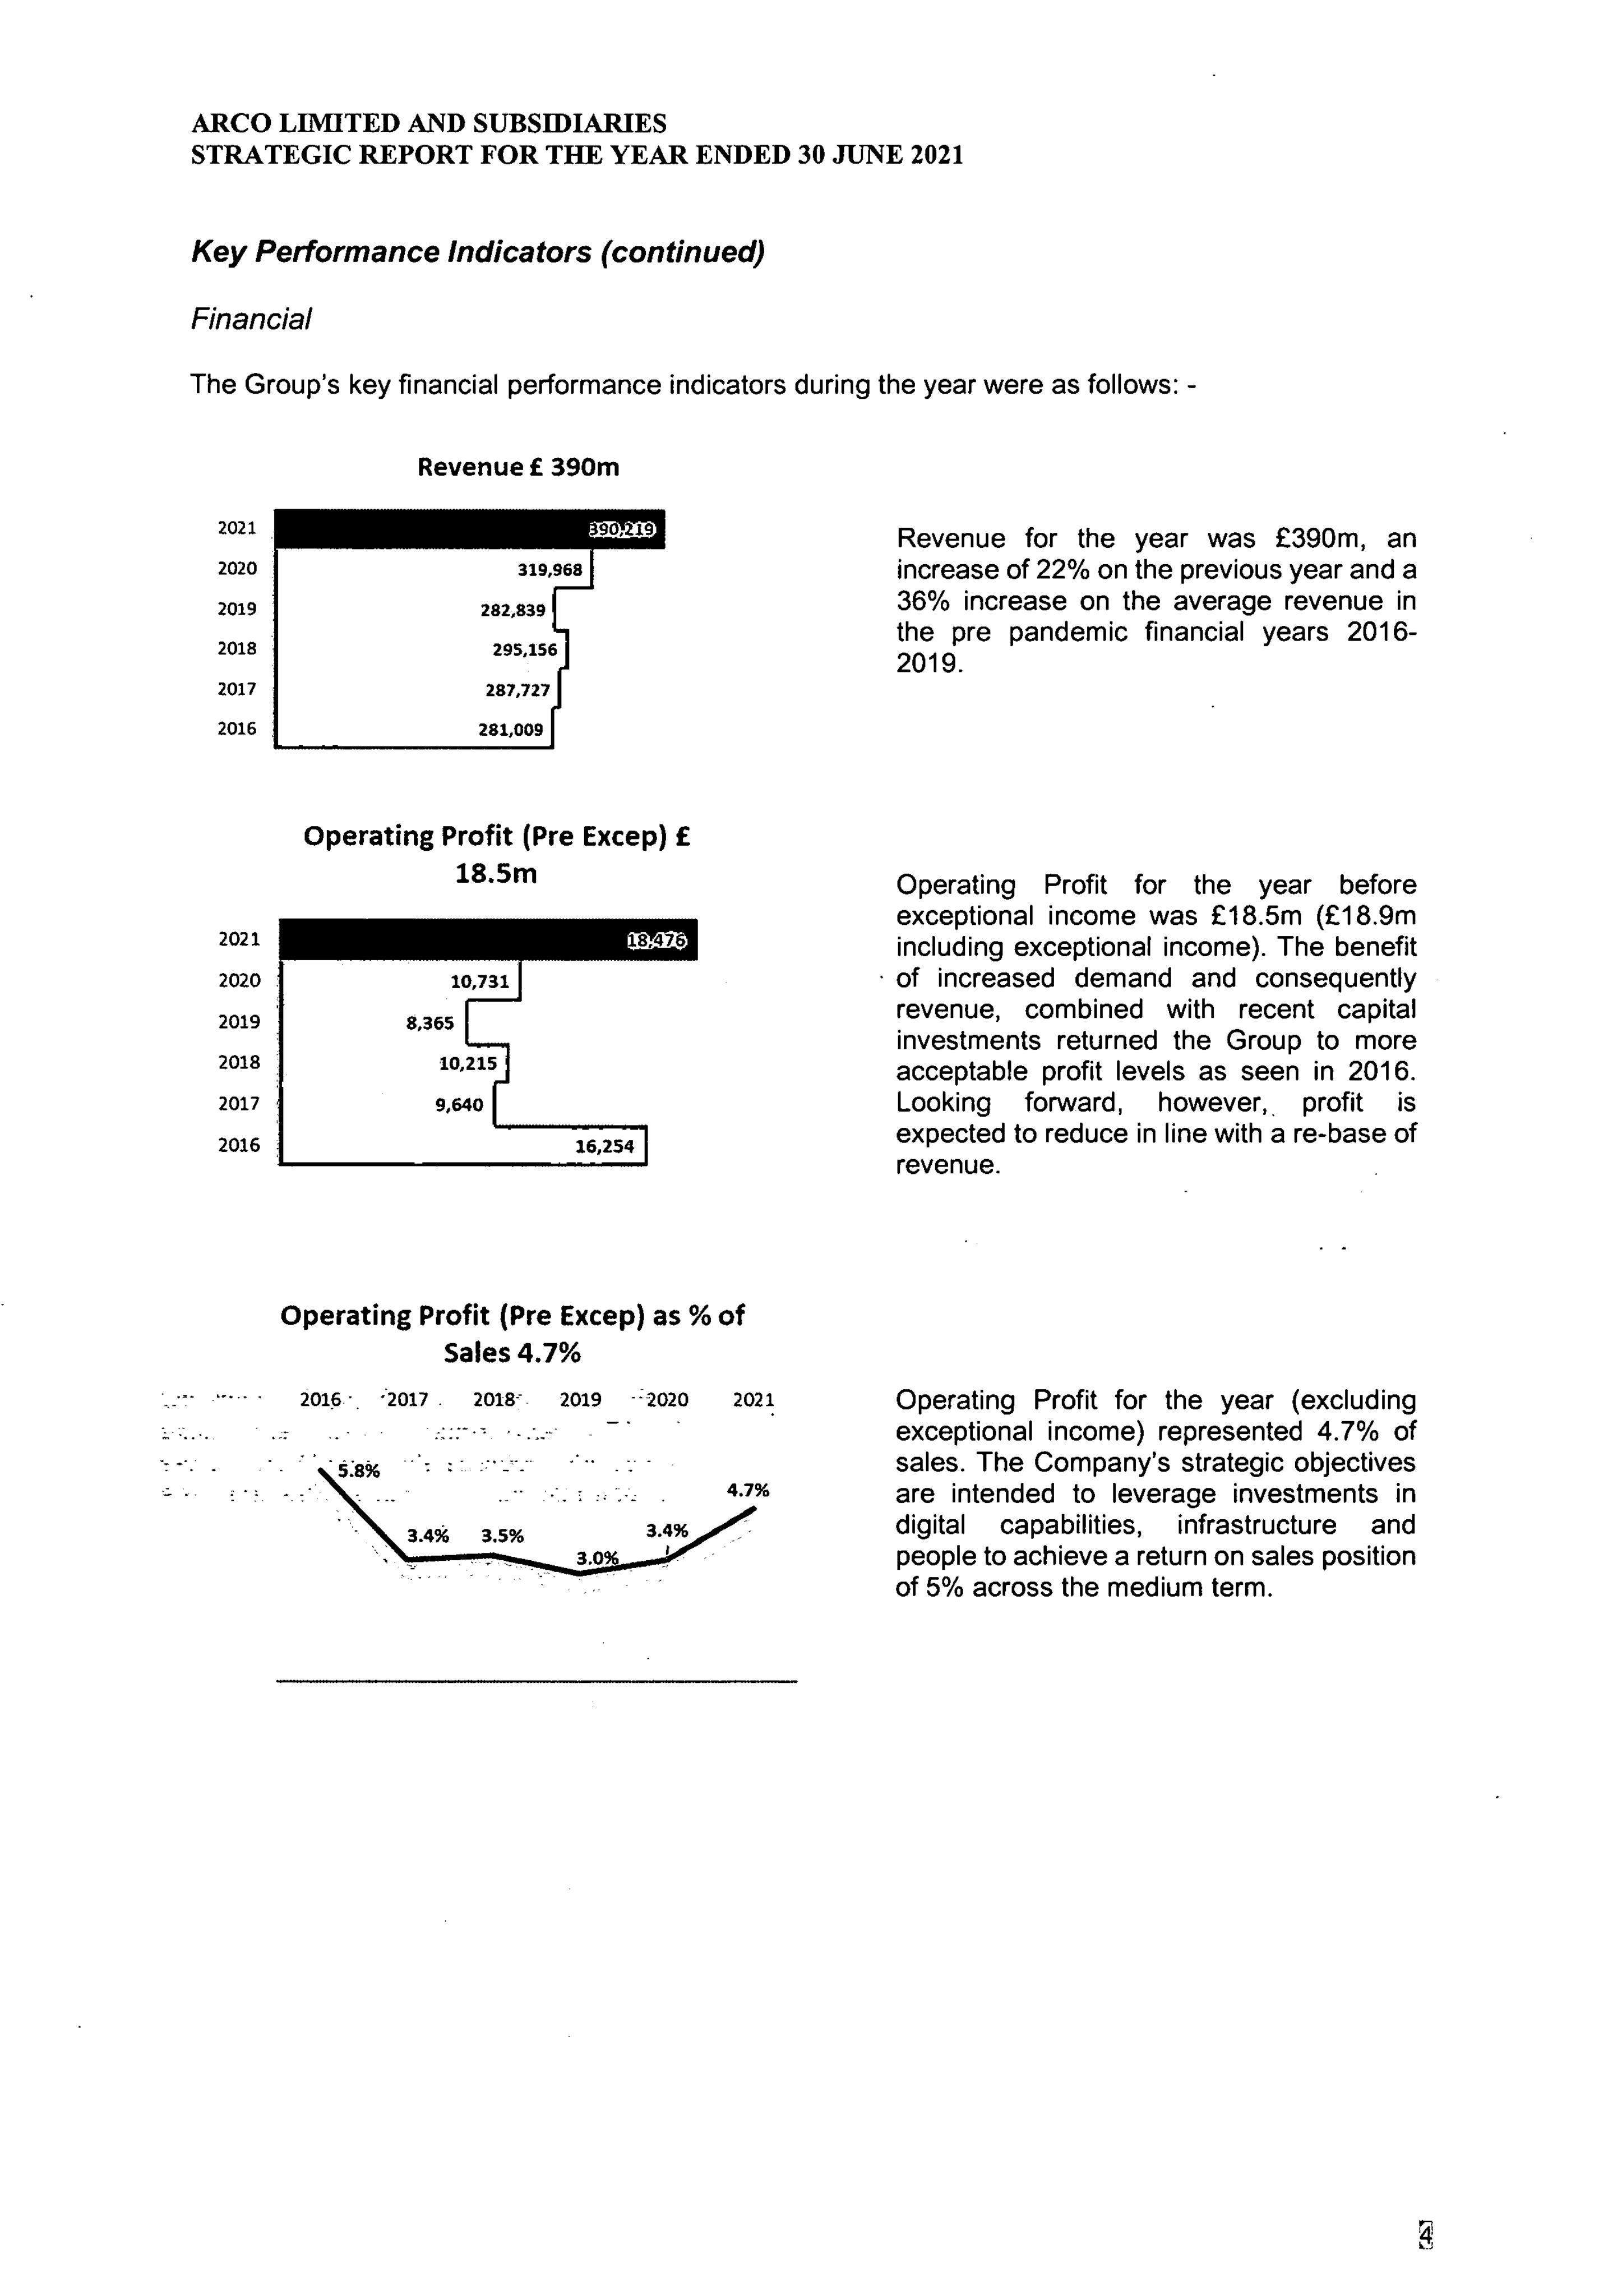 ARCO LIMITED AND SUBSIDIARIES
STRATEGIC REPORT FOR THE YEAR ENDED 30 JUNE 2021
Key Performance Indicators (continued)
Financial
The Group's key financial performance indicators during the year were as follows: -
Revenue £ 390m
2021 390,219
2020 319,968
2019 282,839
2018 295,156
2017 287,727
2016 281,009
Revenue for the year was £390m, an
increase of 22% on the previous year and a
36% increase on the average revenue in
the pre pandemic financial years 2016-
2019.
Operating Profit (Pre Excep) £
18.5m
2021 18,476
2020 10,731
2019 8,365
2018 10,215
2017 9,640
2016 16,254
Operating Profit for the year before
exceptional income was £18.5m (£18.9m
including exceptional income). The benefit
of increased demand and consequently
revenue, combined with recent capital
investments returned the Group to more
acceptable profit levels as seen in 2016.
Looking forward, however, profit is
expected to reduce in line with a re-base of
revenue.
Operating Profit (Pre Excep) as % of
Sales 4.7%
2016 2017 2018 2019 2020 2021
5.8%
4.7%
3.4% 3.5% 3.4%
3.0%
Operating Profit for the year (excluding
exceptional income) represented 4.7% of
sales. The Company's strategic objectives
are intended to leverage investments in
digital capabilities, infrastructure and
people to achieve a return on sales position
of 5% across the medium term.
4